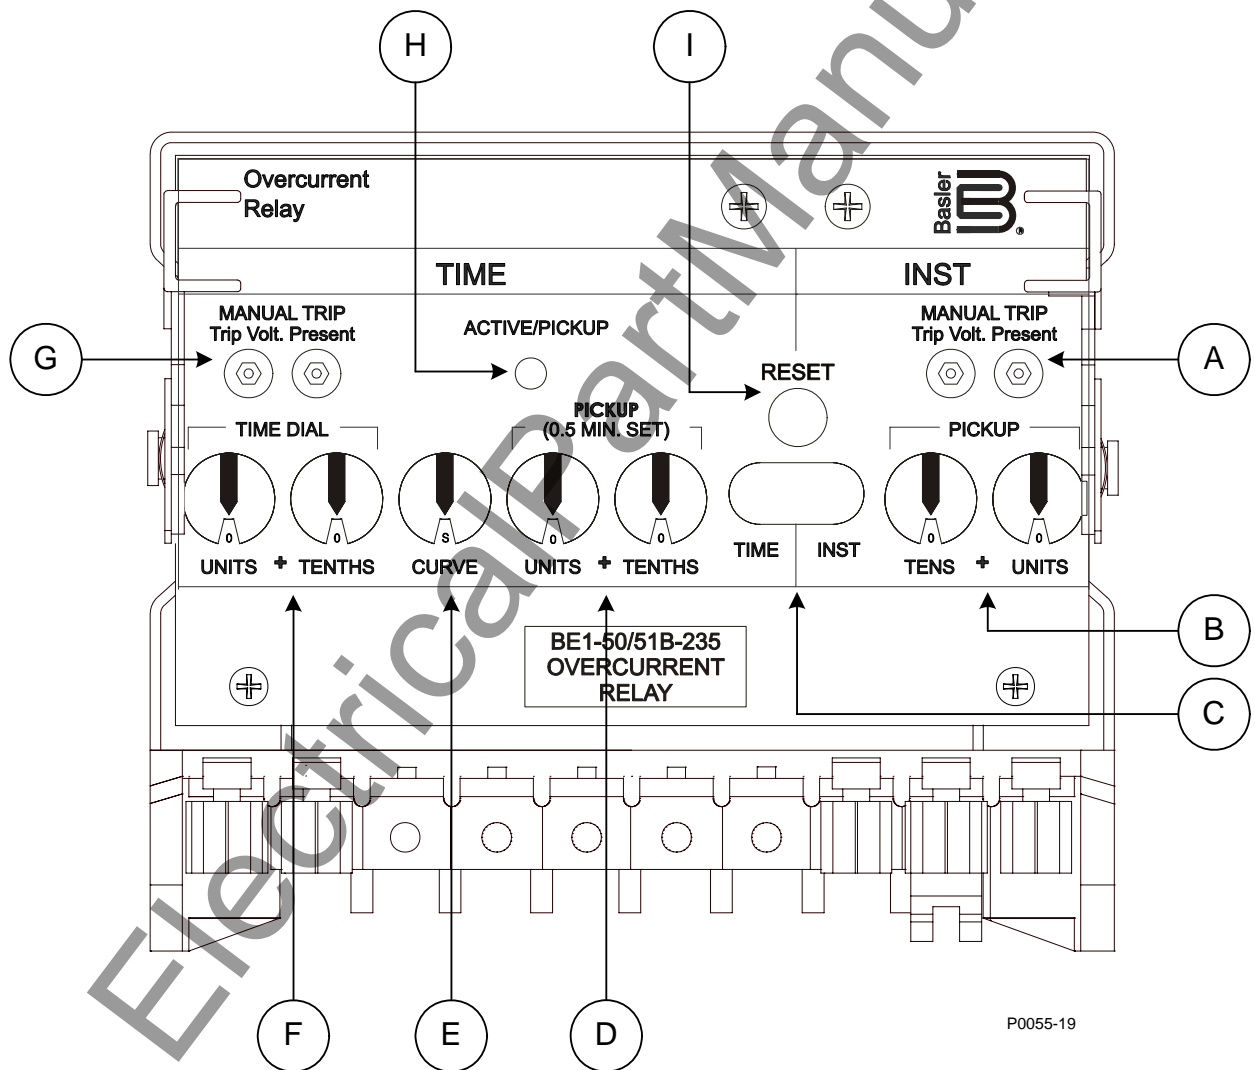 H
I
Overcurrent
Relay
Basler
B
®
TIME
INST
MANUAL TRIP
Trip Volt. Present
ACTIVE/PICKUP
MANUAL TRIP
Trip Volt. Present
G
A
RESET
PICKUP
(0.5 MIN. SET)
TIME DIAL
PICKUP
0
0
S
0
0
0
0
UNITS + TENTHS
CURVE
UNITS + TENTHS
TIME
INST
TENS + UNITS
BE1-50/51B-235
OVERCURRENT
RELAY
B
C
F
E
D
P0055-19